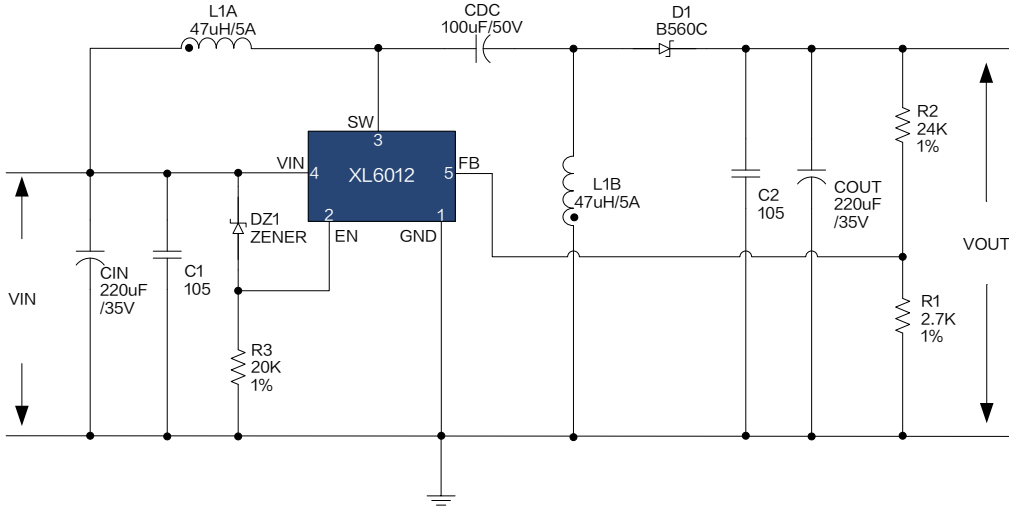 L1A
47uH/5A
CDC
100uF/50V
D1
B560C
SW
3
VIN
4
XL6012
5
FB
2
1
EN
GND
R2
24K
1%
L1B
47uH/5A
C2
105
COUT
220uF
/35V
VOUT
DZ1
ZENER
CIN
220uF
/35V
C1
105
VIN
R3
20K
1%
R1
2.7K
1%